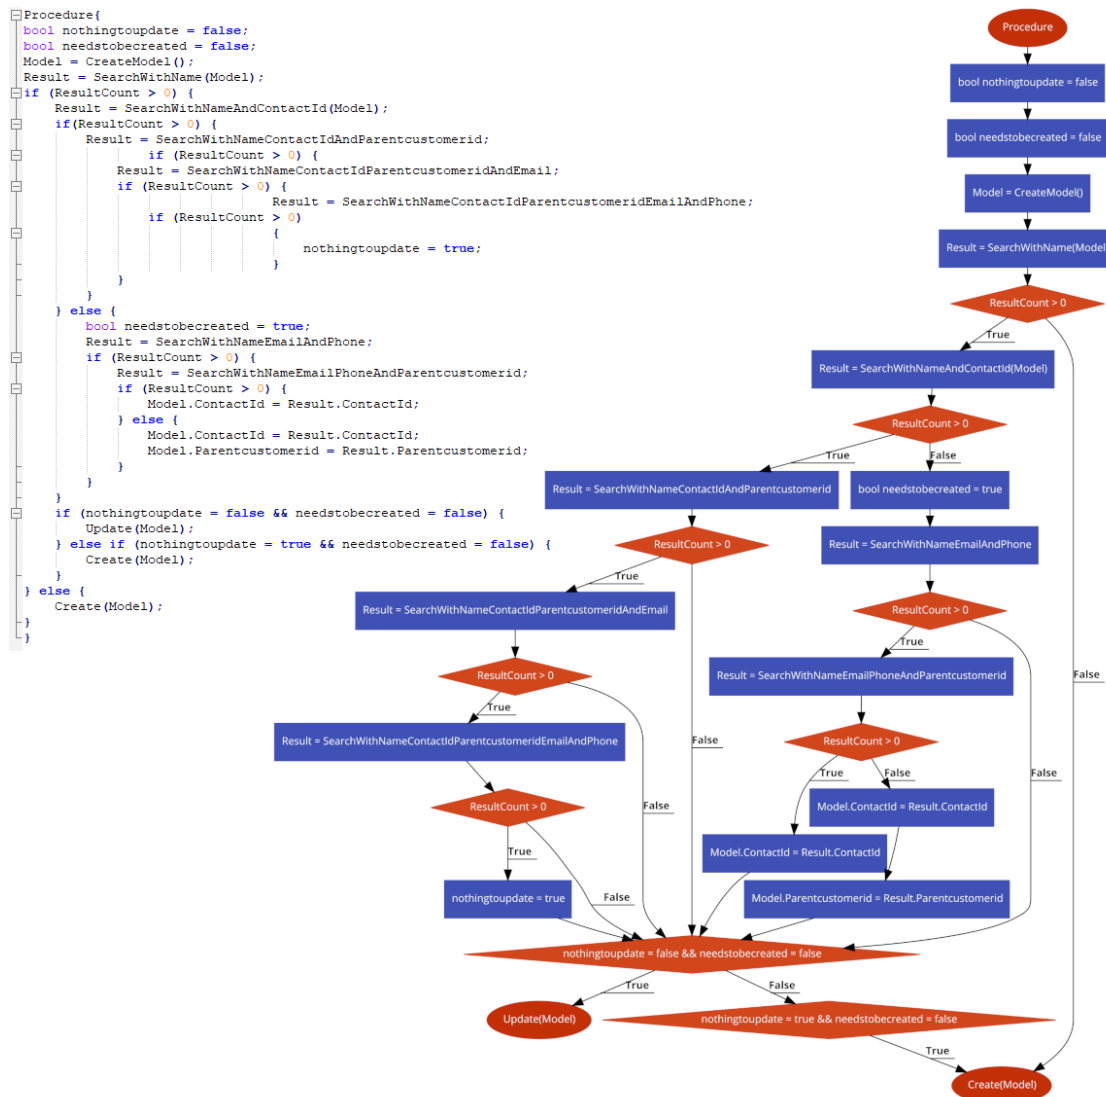 Procedure{
bool nothingtoupdate = false;
bool needstobecreated = false;
Model = CreateModel();
Result = SearchWithName(Model);
if (ResultCount > 0) {
Result = SearchWithNameAndContactId(Model);
if(ResultCount > 0) {
Result = SearchWithNameContactIdAndParentcustomerid;
if (ResultCount > 0) {
Result = SearchWithNameContactIdParentcustomeridAndEmail;
if (ResultCount > 0) {
Result = SearchWithNameContactIdParentcustomeridEmailAndPhone;
if (ResultCount > 0)
{
nothingtoupdate = true;
}
}
}
} else {
bool needstobecreated = true;
Result = SearchWithNameEmailAndPhone;
if (ResultCount > 0) {
Result = SearchWithNameEmailPhoneAndParentcustomerid;
if (ResultCount > 0) {
Model.ContactId = Result.ContactId;
} else {
Model.ContactId = Result.ContactId;
Model.Parentcustomerid = Result.Parentcustomerid;
}
}
}
if (nothingtoupdate = false && needstobecreated = false) {
Update(Model);
} else if (nothingtoupdate = true && needstobecreated = false) {
Create(Model);
}
} else {
Create(Model);
}
}
Procedure
bool nothingtoupdate = false
bool needstobecreated = false
Model = CreateModel()
Result = SearchWithName(Model
ResultCount > 0
True
Result = SearchWithNameAndContactId(Model)
ResultCount > 0
True
False
Result = SearchWithNameContactIdAndParentcustomerid
bool needstobecreated = true
ResultCount > 0
Result = SearchWithNameEmailAndPhone
True
Result = SearchWithNameContactIdParentcustomeridAndEmail
ResultCount > 0
True
ResultCount > 0
Result = SearchWithNameEmailPhoneAndParentcustomerid
False
True
Result = SearchWithNameContactIdParentcustomeridEmailAndPhone
False
ResultCount > 0
True
False
False
ResultCount > 0
False
Model.ContactId = Result.ContactId
True
Model.ContactId = Result.ContactId
nothingtoupdate = true
False
Model.Parentcustomerid = Result.Parentcustomerid
nothingtoupdate = false && needstobecreated = false
True
False
Update(Model)
nothingtoupdate = true && needstobecreated = false
True
Create(Model)